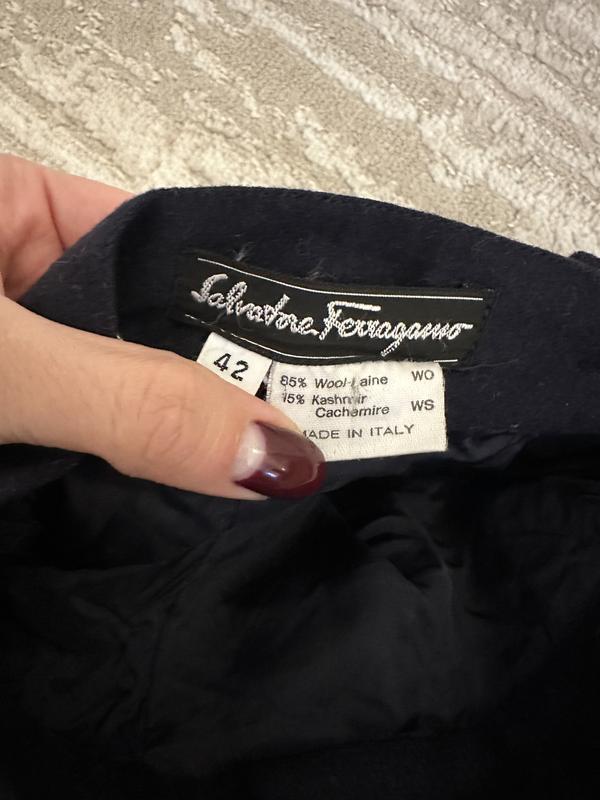 Salvatore Ferragamo
42
85% Wool-Laine WO
15% Kashmir
Cachemire WS
MADE IN ITALY